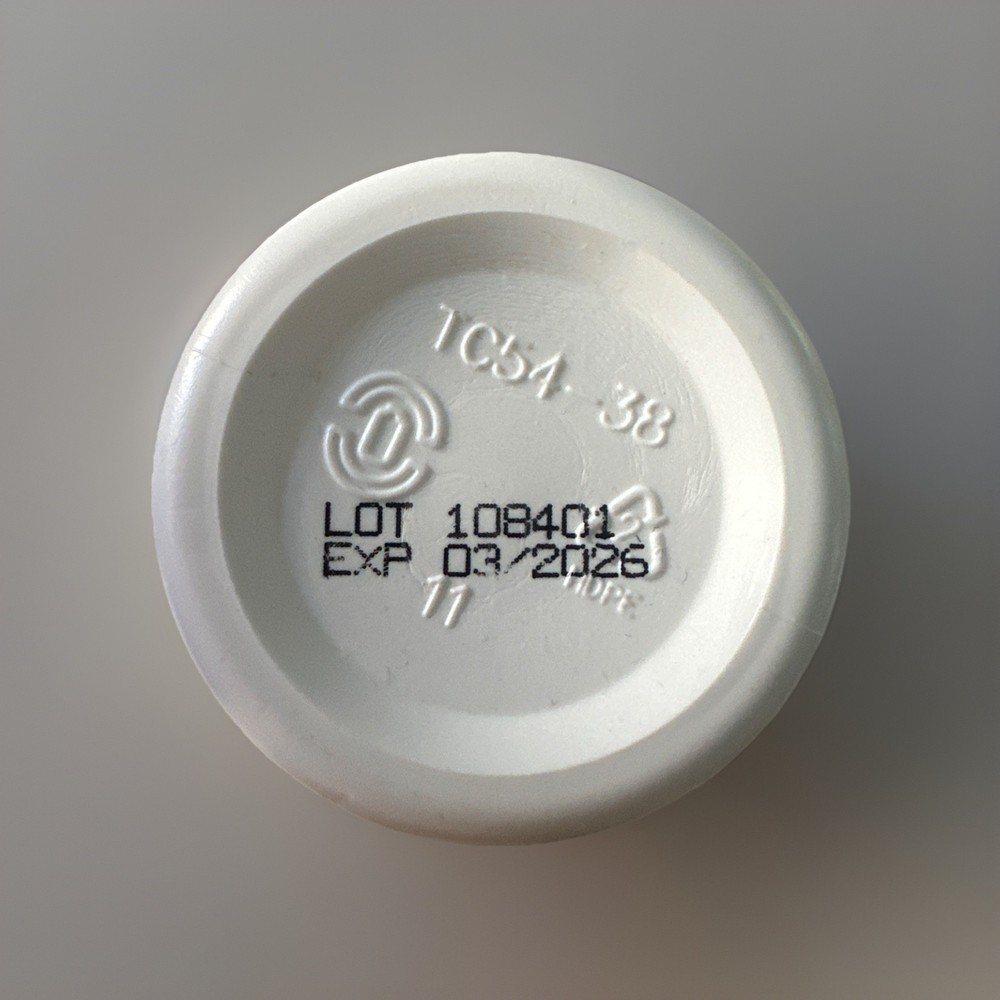 TC54-38
LOT 108401
EXP 03/2026
11
HDPE